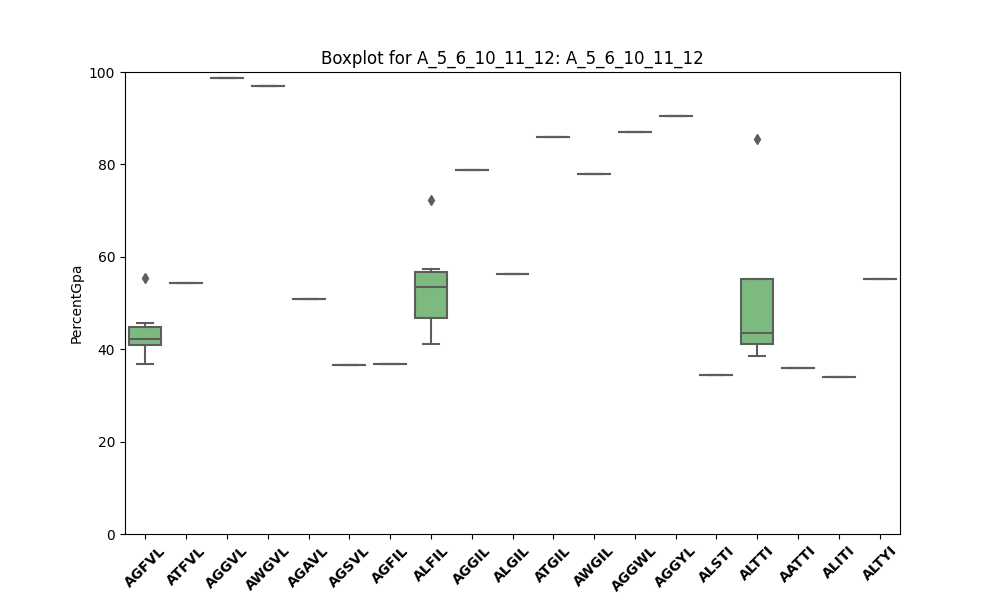 Boxplot for A_5_6_10_11_12: A_5_6_10_11_12
100
80
60
40
20
0
PercentGpa
AGFVL
ATFVL
AGGVL
AWGVL
AGAVL
AGSVL
AGFIL
ALFIL
AGGIL
ALGIL
ATGIL
AWGIL
AGGWL
AGGYL
ALSTI
ALTTI
AATTI
ALITI
ALTYI